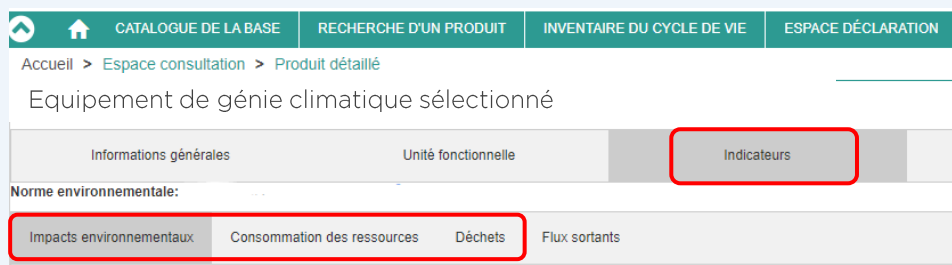 CATALOGUE DE LA BASE RECHERCHE D'UN PRODUIT INVENTAIRE DU CYCLE DE VIE ESPACE DÉCLARATION
Accueil > Espace consultation > Produit détaillé
Equipement de génie climatique sélectionné
Informations générales Unité fonctionnelle Indicateurs
Norme environnementale:
Impacts environnementaux Consommation des ressources Déchets Flux sortants